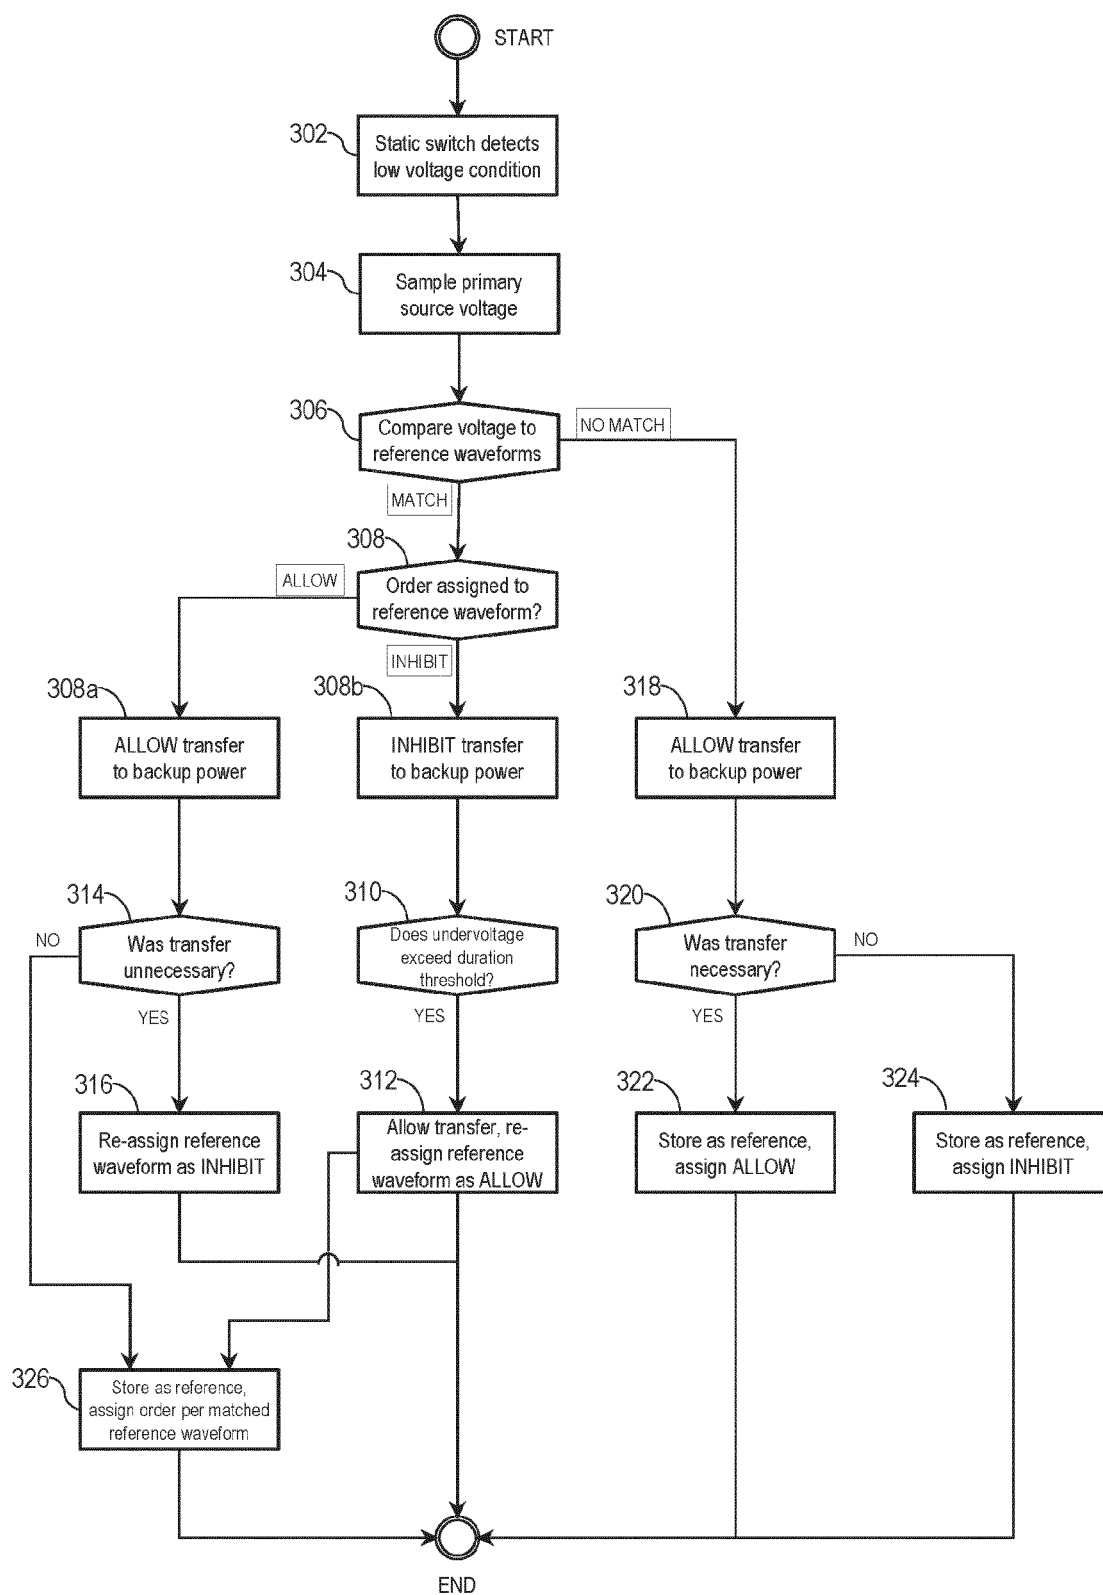 START
302
Static switch detects
low voltage condition
304
Sample primary
source voltage
306
Compare voltage to
reference waveforms
NO MATCH
MATCH
308
ALLOW
Order assigned to
reference waveform?
INHIBIT
308a
ALLOW transfer
to backup power
308b
INHIBIT transfer
to backup power
318
ALLOW transfer
to backup power
314
NO
Was transfer
unnecessary?
YES
310
Does undervoltage
exceed duration
threshold?
YES
320
Was transfer
necessary?
NO
YES
316
Re-assign reference
waveform as INHIBIT
312
Allow transfer, re-
assign reference
waveform as ALLOW
322
Store as reference,
assign ALLOW
324
Store as reference,
assign INHIBIT
326
Store as reference,
assign order per matched
reference waveform
END